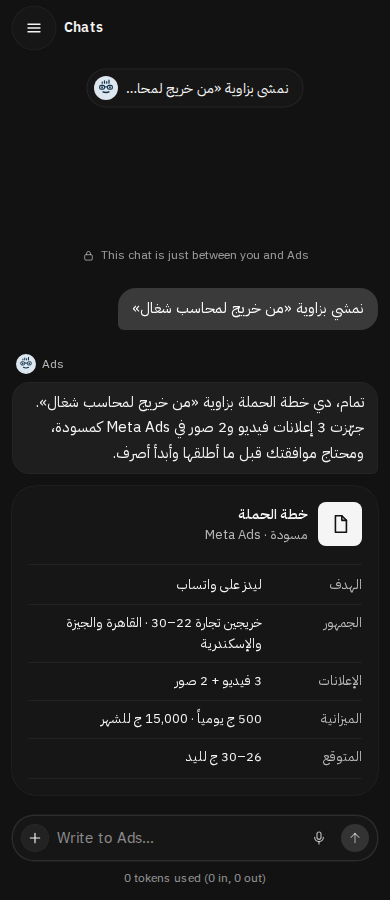 Chats
نمشي بزاوية «من خريج لمحا...
This chat is just between you and Ads
نمشي بزاوية «من خريج لمحاسب شغال»
Ads
تمام، دي خطة الحملة بزاوية «من خريج لمحاسب شغال».
جهّزت 3 إعلانات فيديو و2 صور في Meta Ads كمسودة،
ومحتاج موافقتك قبل ما أطلقها وأبدأ أصرف.
خطة الحملة
مسودة · Meta Ads
الهدف ليدز على واتساب
الجمهور خريجين تجارة 22–30 · القاهرة والجيزة
والإسكندرية
الإعلانات 3 فيديو + 2 صور
الميزانية 500 ج يومياً · 15,000 ج للشهر
المتوقع 26–30 ج لليد
Write to Ads...
0 tokens used (0 in, 0 out)